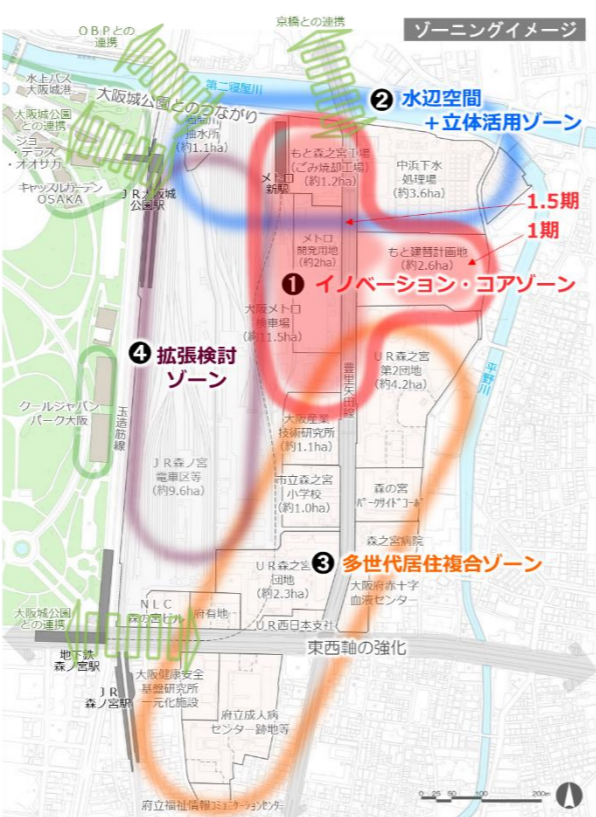 ゾーニングイメージ
OBPとの
連携
京橋との連携
水上バス
大阪城港
大阪城公園
との連携
ジョー
・テラス
・オオサカ
キャッスルガーデン
OSAKA
JR大阪城
公園駅
第二寝屋川
大阪城公園とのつながり
抽水所
(約1.1ha)
❷ 水辺空間
+立体活用ゾーン
もと森之宮工場
(ごみ焼却工場)
(約1.2ha)
中浜下水
処理場
(約3.6ha)
メトロ
新駅
1.5期
1期
メトロ
開発用地
(約2ha)
もと建替計画地
(約2.6ha)
❶ イノベーション・コアゾーン
大阪メトロ
検車場
(約11.5ha)
❹ 拡張検討
ゾーン
UR森之宮
第2団地
(約4.2ha)
豊里矢田線
平野川
クールジャパン
パーク大阪
玉造筋線
大阪産業
技術研究所
(約1.1ha)
JR森ノ宮
電車区等
(約9.6ha)
市立森之宮
小学校
(約1.0ha)
森の宮
パークサイドコート
森之宮病院
UR森之宮
団地
(約2.3ha)
❸ 多世代居住複合ゾーン
大阪府赤十字
血液センター
大阪城公園
との連携
NLC
森の宮ビル
府有地
UR西日本支社
東西軸の強化
地下鉄
森ノ宮駅
JR
森ノ宮駅
大阪健康安全
基盤研究所
一元化施設
府立成人病
センター跡地等
府立福祉情報コミュニケーションセンター
0 25 50 100 200m